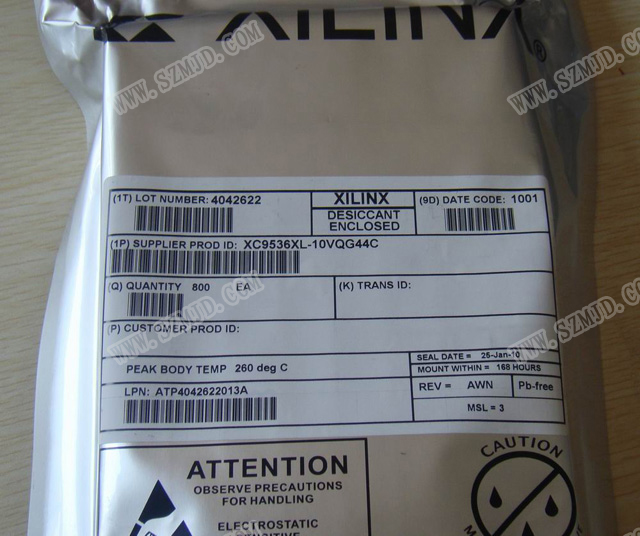 XILINX
®
(1T) LOT NUMBER: 4042622
XILINX
DESICCANT
ENCLOSED
(9D) DATE CODE: 1001
(1P) SUPPLIER PROD ID: XC9536XL-10VQG44C
(Q) QUANTITY 800 EA
(K) TRANS ID:
(P) CUSTOMER PROD ID:
PEAK BODY TEMP 260 deg C
SEAL DATE = 25-Jan-10
MOUNT WITHIN = 168 HOURS
REV = AWN
Pb-free
LPN: ATP4042622013A
MSL = 3
ATTENTION
OBSERVE PRECAUTIONS
FOR HANDLING
ELECTROSTATIC
SENSITIVE
CAUTION
WWW.SZMJD.COM
WWW.SZMJD.COM
WWW.SZMJD.COM
WWW.SZMJD.COM